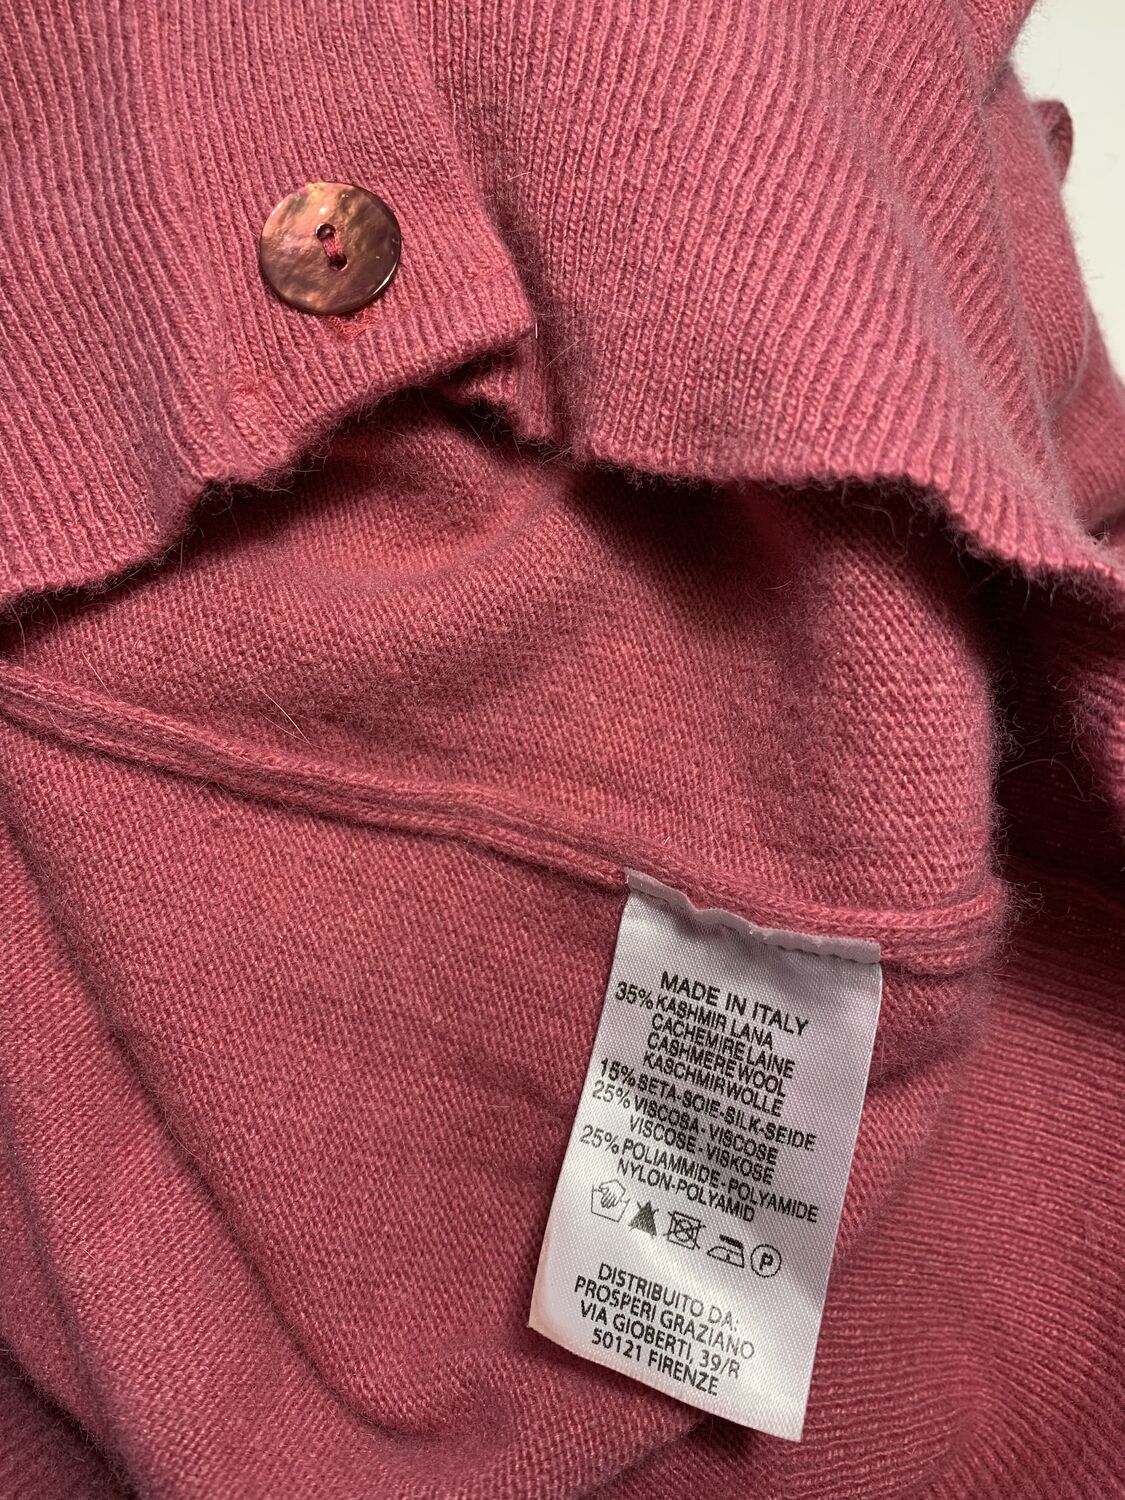 MADE IN ITALY
35% KASHMIR LANA
CACHEMIRE LAINE
CASHMERE WOOL
KASCHMIRWOLLE
15% SETA-SOIE-SILK-SEIDE
25% VISCOSA - VISCOSE
VISCOSE - VISKOSE
25% POLIAMMIDE - POLYAMIDE
NYLON-POLYAMID
P
DISTRIBUITO DA:
PROSPERI GRAZIANO
VIA GIOBERTI, 39/R
50121 FIRENZE